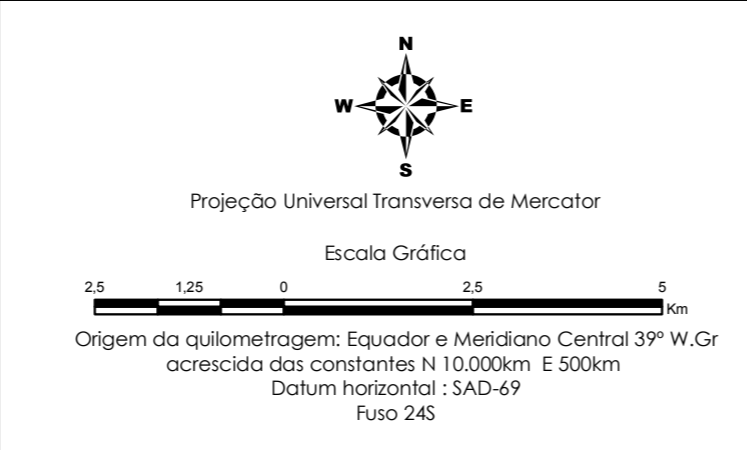 N
W E
S
Projeção Universal Transversa de Mercator
Escala Gráfica
2,5 1,25 0 2,5 5
Km
Origem da quilometragem: Equador e Meridiano Central 39º W.Gr
acrescida das constantes N 10.000km E 500km
Datum horizontal : SAD-69
Fuso 24S